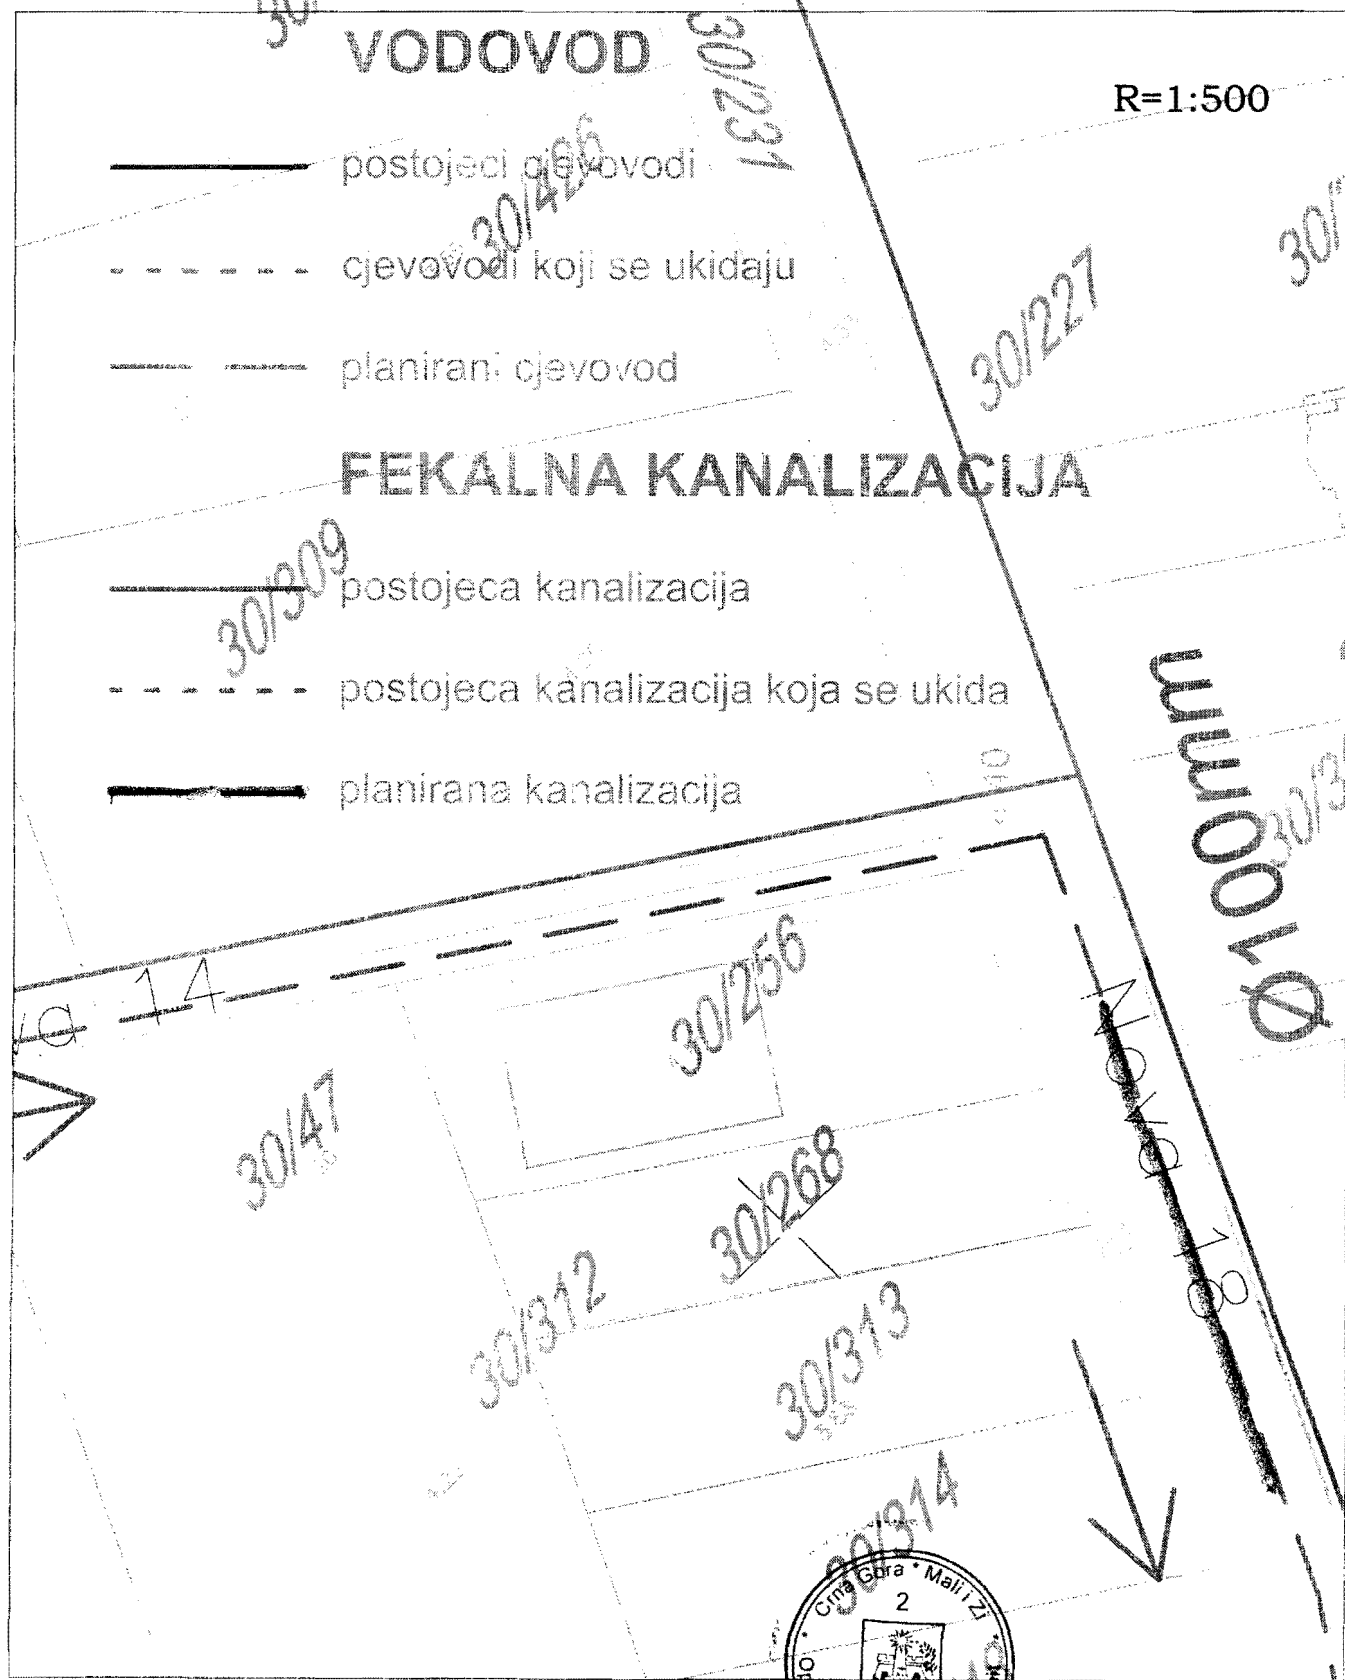 VODOVOD
30/231
R=1:500
postojeci cjevovodi
30/426
cjevovodi koji se ukidaju
30/227
planirani cjevovod
FEKALNA KANALIZACIJA
30/309
postojeca kanalizacija
postojeca kanalizacija koja se ukida
Ø100mm
planirana kanalizacija
14
30/256
Nova 18
30/47
30/268
30/312
30/313
30/314
Crna Gora * Mali i Zi
2